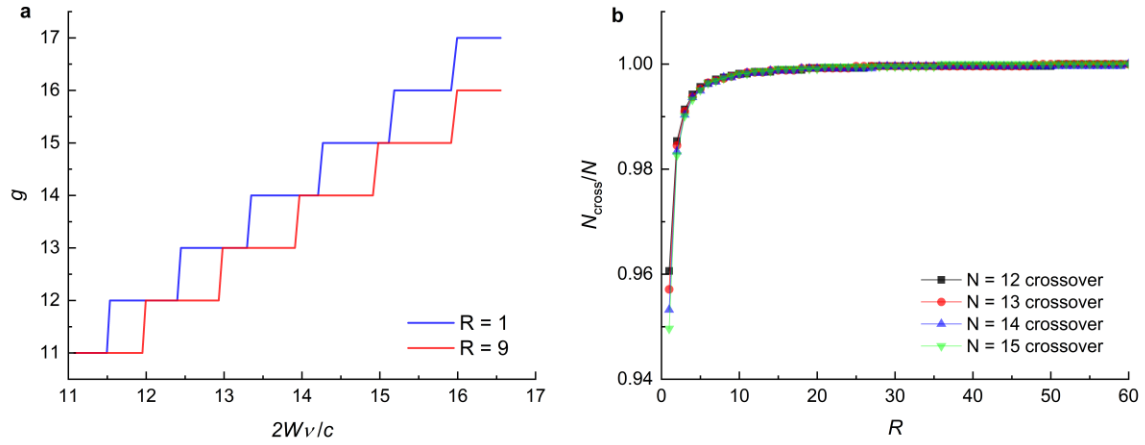 a
17
16
15
14
13
12
11
g
11 12 13 14 15 16 17
2Wν/c
R = 1
R = 9
b
1.00
0.98
0.96
0.94
N_cross/N
0 10 20 30 40 50 60
R
N = 12 crossover
N = 13 crossover
N = 14 crossover
N = 15 crossover